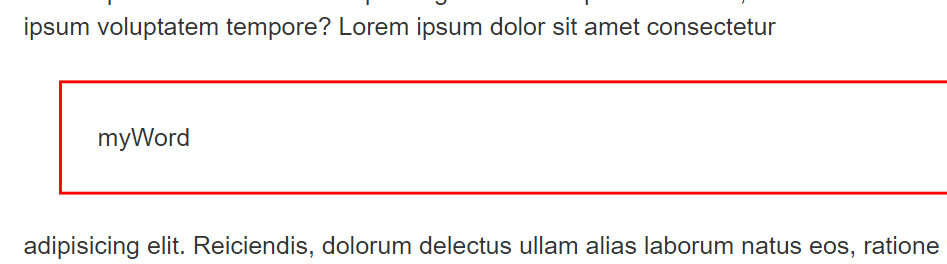 ipsum voluptatem tempore? Lorem ipsum dolor sit amet consectetur
myWord
adipisicing elit. Reiciendis, dolorum delectus ullam alias laborum natus eos, ratione